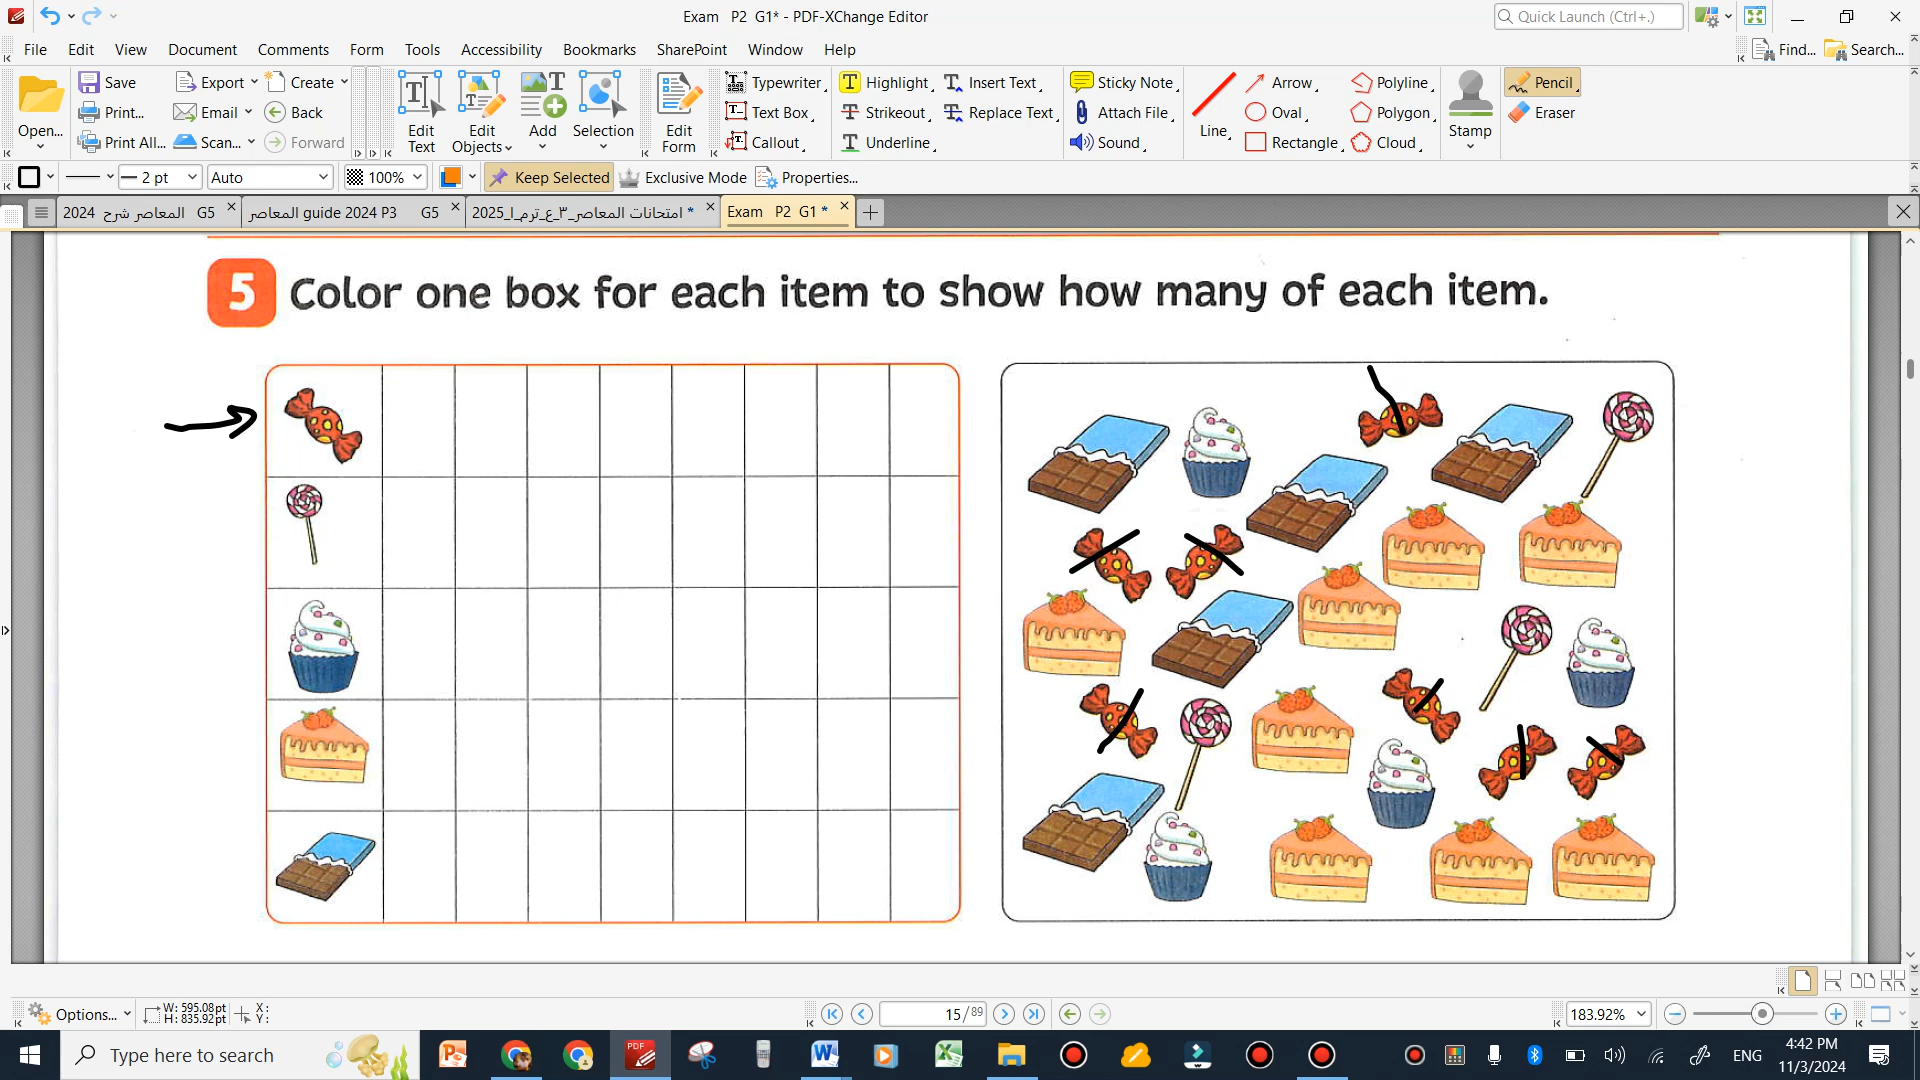 Exam P2 G1* - PDF-XChange Editor
Quick Launch (Ctrl+.)
File Edit View Document Comments Form Tools Accessibility Bookmarks SharePoint Window Help
Find... Search...
Open...
Save
Print...
Print All...
Export
Email
Scan...
Create
Back
Forward
Edit Text
Edit Objects
Add
Selection
Edit Form
Typewriter
Text Box
Callout
Highlight
Strikeout
Underline
Insert Text
Replace Text
Sticky Note
Attach File
Sound
Line
Arrow
Oval
Rectangle
Polyline
Polygon
Cloud
Stamp
Pencil
Eraser
2 pt Auto 100% Keep Selected Exclusive Mode Properties...
المعاصر شرح 2024 G5
المعاصر guide 2024 P3 G5
امتحانات المعاصر_٣_ع_ترم_ا_2025 *
Exam P2 G1 *
5 Color one box for each item to show how many of each item.
Options...
W: 595.08pt
H: 835.92pt
X:
Y:
15 / 89
183.92%
Type here to search
PDF
ENG
4:42 PM
11/3/2024